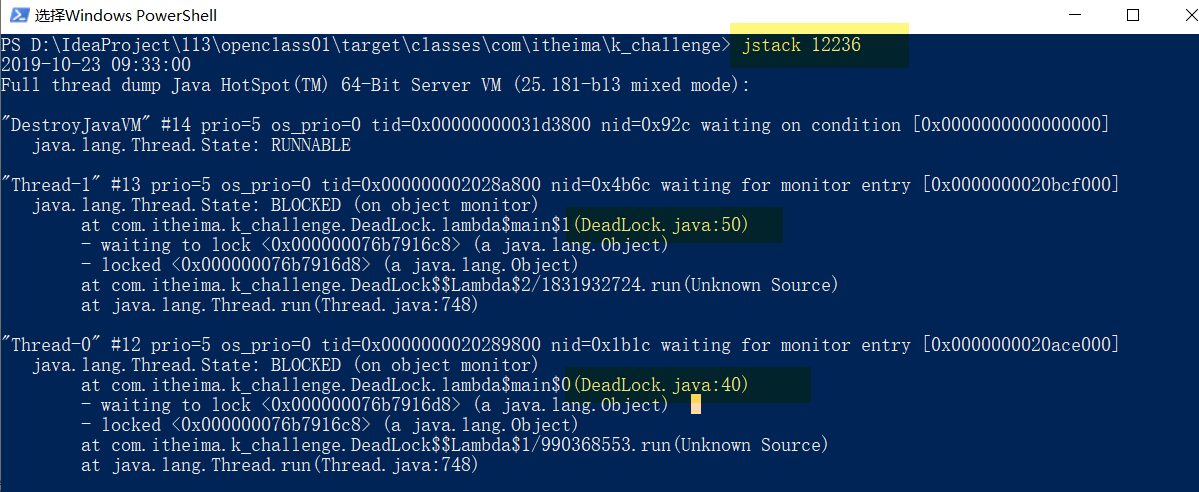 选择Windows PowerShell
PS D:\IdeaProject\113\openclass01\target\classes\com\itheima\k_challenge> jstack 12236
2019-10-23 09:33:00
Full thread dump Java HotSpot(TM) 64-Bit Server VM (25.181-b13 mixed mode):
"DestroyJavaVM" #14 prio=5 os_prio=0 tid=0x00000000031d3800 nid=0x92c waiting on condition [0x0000000000000000]
java.lang.Thread.State: RUNNABLE
"Thread-1" #13 prio=5 os_prio=0 tid=0x000000002028a800 nid=0x4b6c waiting for monitor entry [0x0000000020bcf000]
java.lang.Thread.State: BLOCKED (on object monitor)
at com.itheima.k_challenge.DeadLock.lambda$main$1(DeadLock.java:50)
- waiting to lock <0x000000076b7916c8> (a java.lang.Object)
- locked <0x000000076b7916d8> (a java.lang.Object)
at com.itheima.k_challenge.DeadLock$$Lambda$2/1831932724.run(Unknown Source)
at java.lang.Thread.run(Thread.java:748)
"Thread-0" #12 prio=5 os_prio=0 tid=0x0000000020289800 nid=0x1b1c waiting for monitor entry [0x0000000020ace000]
java.lang.Thread.State: BLOCKED (on object monitor)
at com.itheima.k_challenge.DeadLock.lambda$main$0(DeadLock.java:40)
- waiting to lock <0x000000076b7916d8> (a java.lang.Object)
- locked <0x000000076b7916c8> (a java.lang.Object)
at com.itheima.k_challenge.DeadLock$$Lambda$1/990368553.run(Unknown Source)
at java.lang.Thread.run(Thread.java:748)